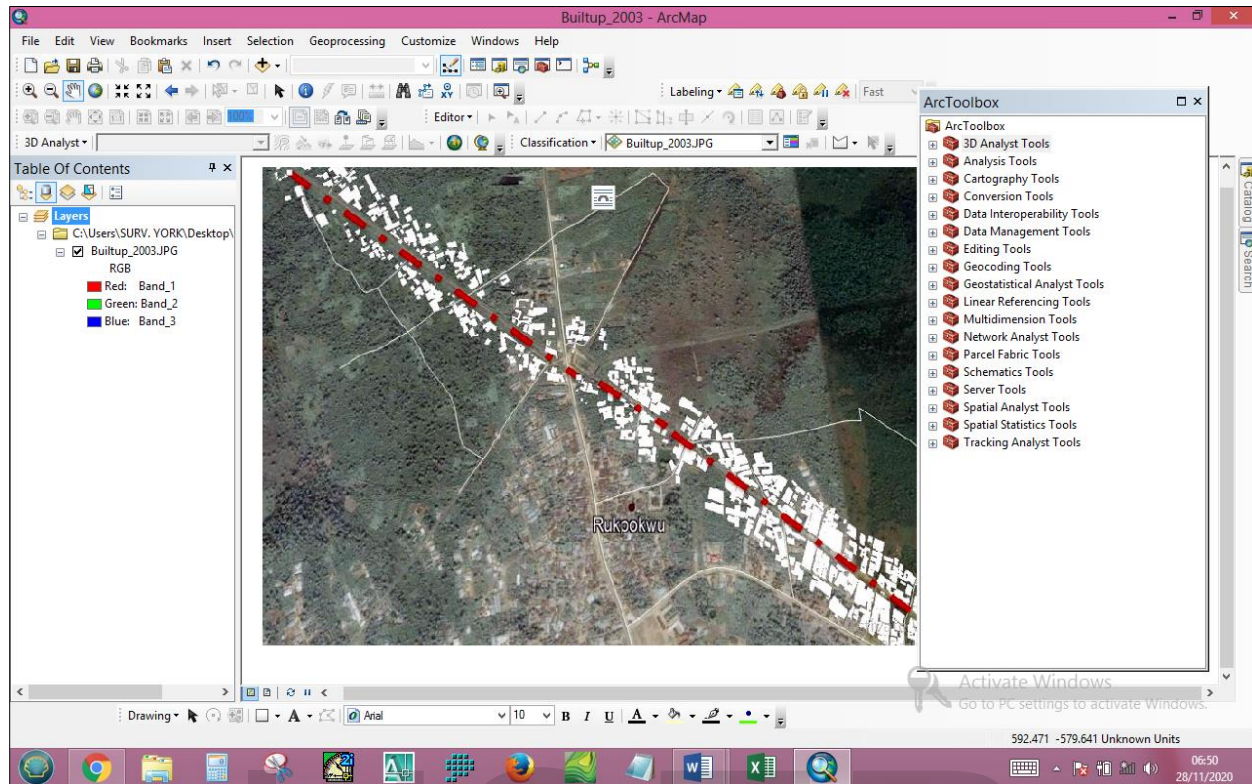 Builtup_2003 - ArcMap
File Edit View Bookmarks Insert Selection Geoprocessing Customize Windows Help
Labeling Fast
100% Editor
3D Analyst Classification Builtup_2003.JPG
Table Of Contents
Layers
C:\Users\SURV. YORK\Desktop\
Builtup_2003.JPG
RGB
Red: Band_1
Green: Band_2
Blue: Band_3
Rukpokwu
ArcToolbox
ArcToolbox
3D Analyst Tools
Analysis Tools
Cartography Tools
Conversion Tools
Data Interoperability Tools
Data Management Tools
Editing Tools
Geocoding Tools
Geostatistical Analyst Tools
Linear Referencing Tools
Multidimension Tools
Network Analyst Tools
Parcel Fabric Tools
Schematics Tools
Server Tools
Spatial Analyst Tools
Spatial Statistics Tools
Tracking Analyst Tools
Catalog
Search
Activate Windows
Go to PC settings to activate Windows.
Drawing A Arial 10 B I U A
592.471 -579.641 Unknown Units
06:50
28/11/2020